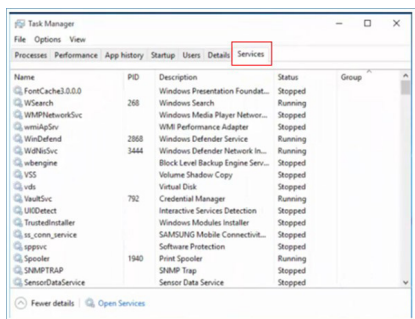 Task Manager
File Options View
Processes Performance App history Startup Users Details Services
Name PID Description Status Group
FontCache3.0.0.0 Windows Presentation Foundat... Stopped
WSearch 268 Windows Search Running
WMPNetworkSvc Windows Media Player Networ... Stopped
wmiApSrv WMI Performance Adapter Stopped
WinDefend 2868 Windows Defender Service Running
WdNisSvc 3444 Windows Defender Network In... Running
wbengine Block Level Backup Engine Serv... Stopped
VSS Volume Shadow Copy Stopped
vds Virtual Disk Stopped
VaultSvc 792 Credential Manager Running
UI0Detect Interactive Services Detection Stopped
TrustedInstaller Windows Modules Installer Stopped
ss_conn_service SAMSUNG Mobile Connectivit... Stopped
sppsvc Software Protection Stopped
Spooler 1940 Print Spooler Running
SNMPTRAP SNMP Trap Stopped
SensorDataService Sensor Data Service Stopped
Fewer details Open Services